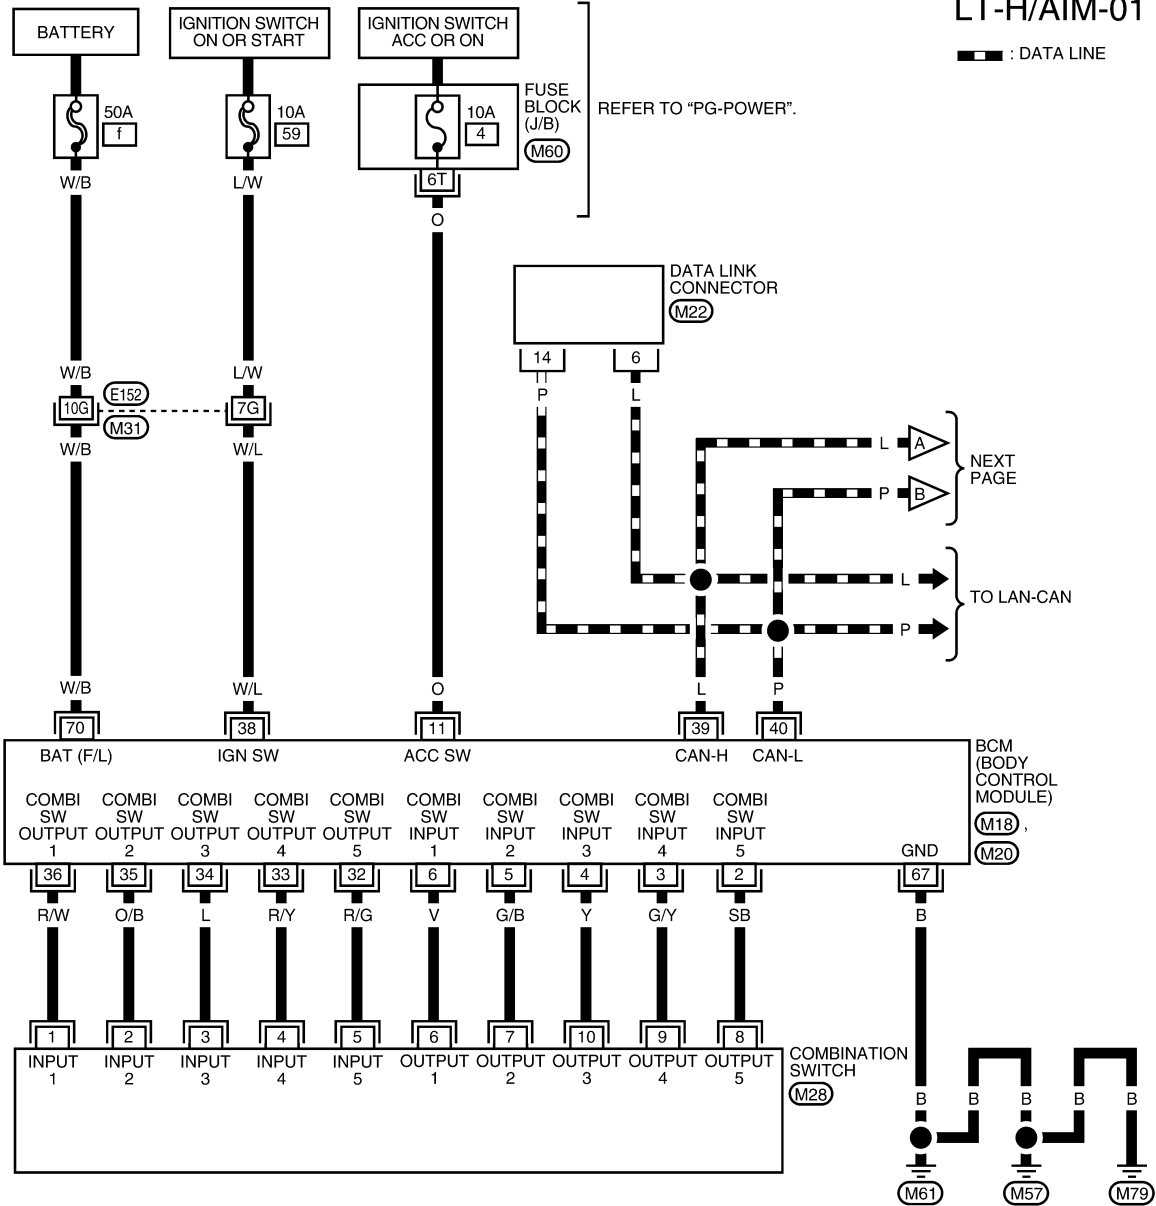 LT-H/AIM-01
: DATA LINE
BATTERY
IGNITION SWITCH
ON OR START
IGNITION SWITCH
ACC OR ON
50A
f
10A
59
10A
4
FUSE
BLOCK
(J/B)
M60
REFER TO “PG-POWER”.
6T
W/B
L/W
O
DATA LINK
CONNECTOR
M22
14
6
P
L
W/B
L/W
10G
E152
M31
7G
W/B
W/L
L
A
P
B
NEXT
PAGE
L
P
TO LAN-CAN
W/B
W/L
O
L
P
70
38
11
39
40
BAT (F/L)
IGN SW
ACC SW
CAN-H
CAN-L
BCM
(BODY
CONTROL
MODULE)
M18 ,
M20
COMBI
SW
OUTPUT
1
COMBI
SW
OUTPUT
2
COMBI
SW
OUTPUT
3
COMBI
SW
OUTPUT
4
COMBI
SW
OUTPUT
5
COMBI
SW
INPUT
1
COMBI
SW
INPUT
2
COMBI
SW
INPUT
3
COMBI
SW
INPUT
4
COMBI
SW
INPUT
5
GND
36
35
34
33
32
6
5
4
3
2
67
R/W
O/B
L
R/Y
R/G
V
G/B
Y
G/Y
SB
B
1
2
3
4
5
6
7
10
9
8
INPUT
1
INPUT
2
INPUT
3
INPUT
4
INPUT
5
OUTPUT
1
OUTPUT
2
OUTPUT
3
OUTPUT
4
OUTPUT
5
COMBINATION
SWITCH
M28
B
B
B
B
B
M61
M57
M79